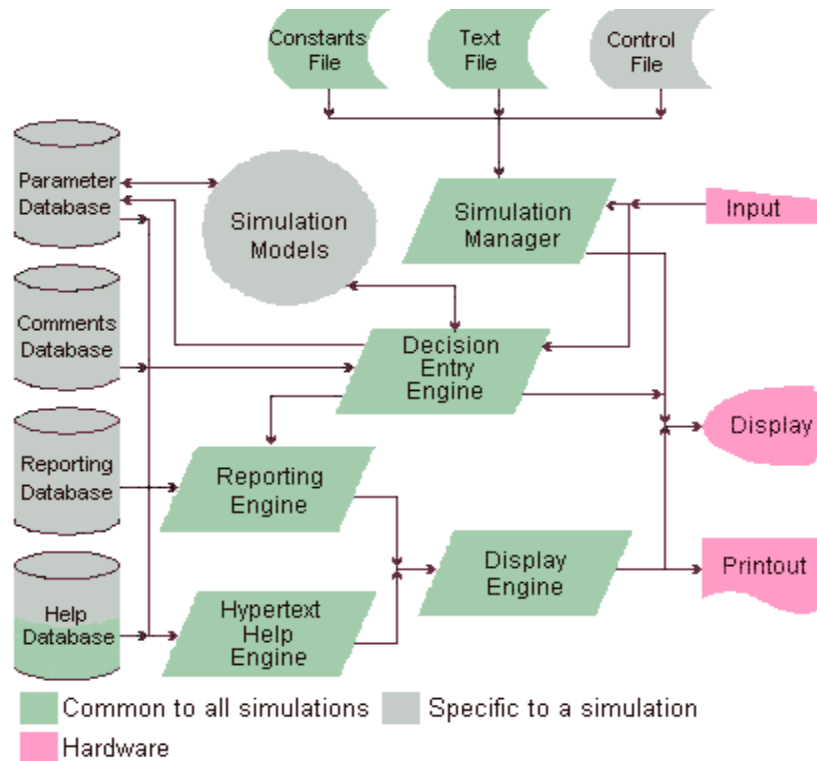 Constants
File
Text
File
Control
File
Parameter
Database
Simulation
Models
Simulation
Manager
Input
Comments
Database
Decision
Entry
Engine
Display
Reporting
Database
Reporting
Engine
Display
Engine
Printout
Help
Database
Hypertext
Help
Engine
Common to all simulations
Specific to a simulation
Hardware